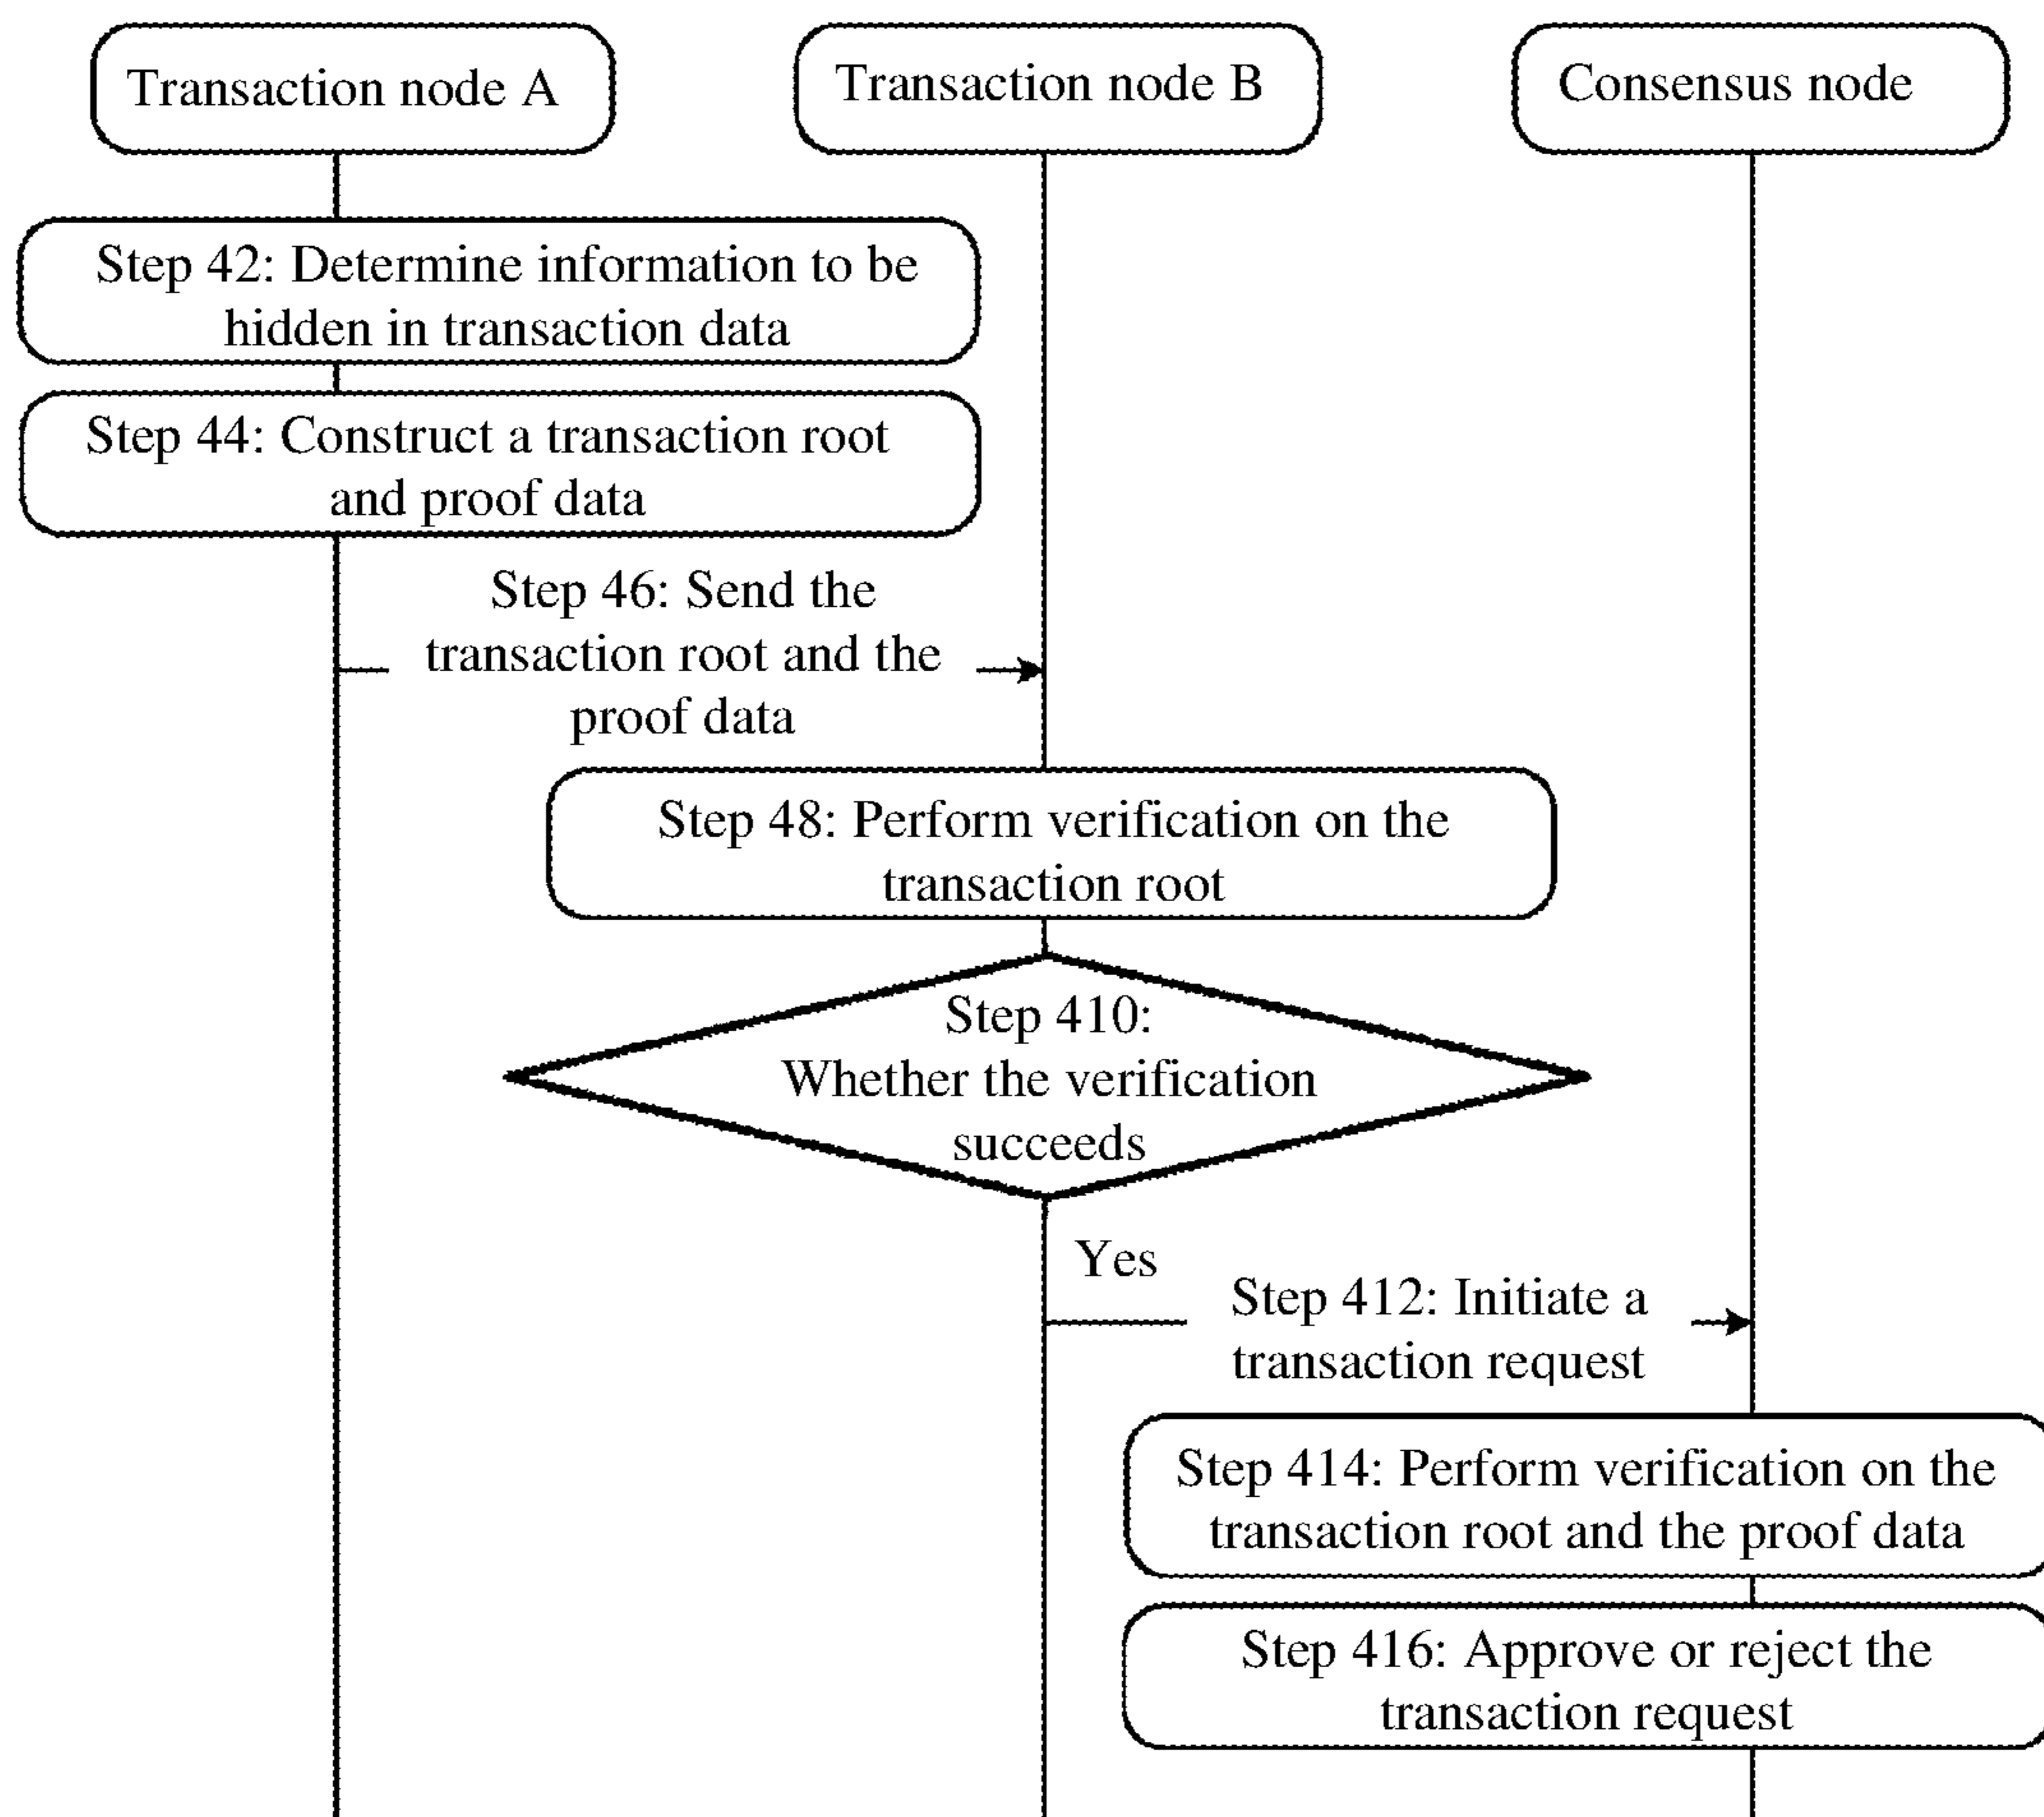 Transaction node A
Transaction node B
Consensus node
Step 42: Determine information to be
hidden in transaction data
Step 44: Construct a transaction root
and proof data
Step 46: Send the
transaction root and the
proof data
Step 48: Perform verification on the
transaction root
Step 410:
Whether the verification
succeeds
Yes
Step 412: Initiate a
transaction request
Step 414: Perform verification on the
transaction root and the proof data
Step 416: Approve or reject the
transaction request